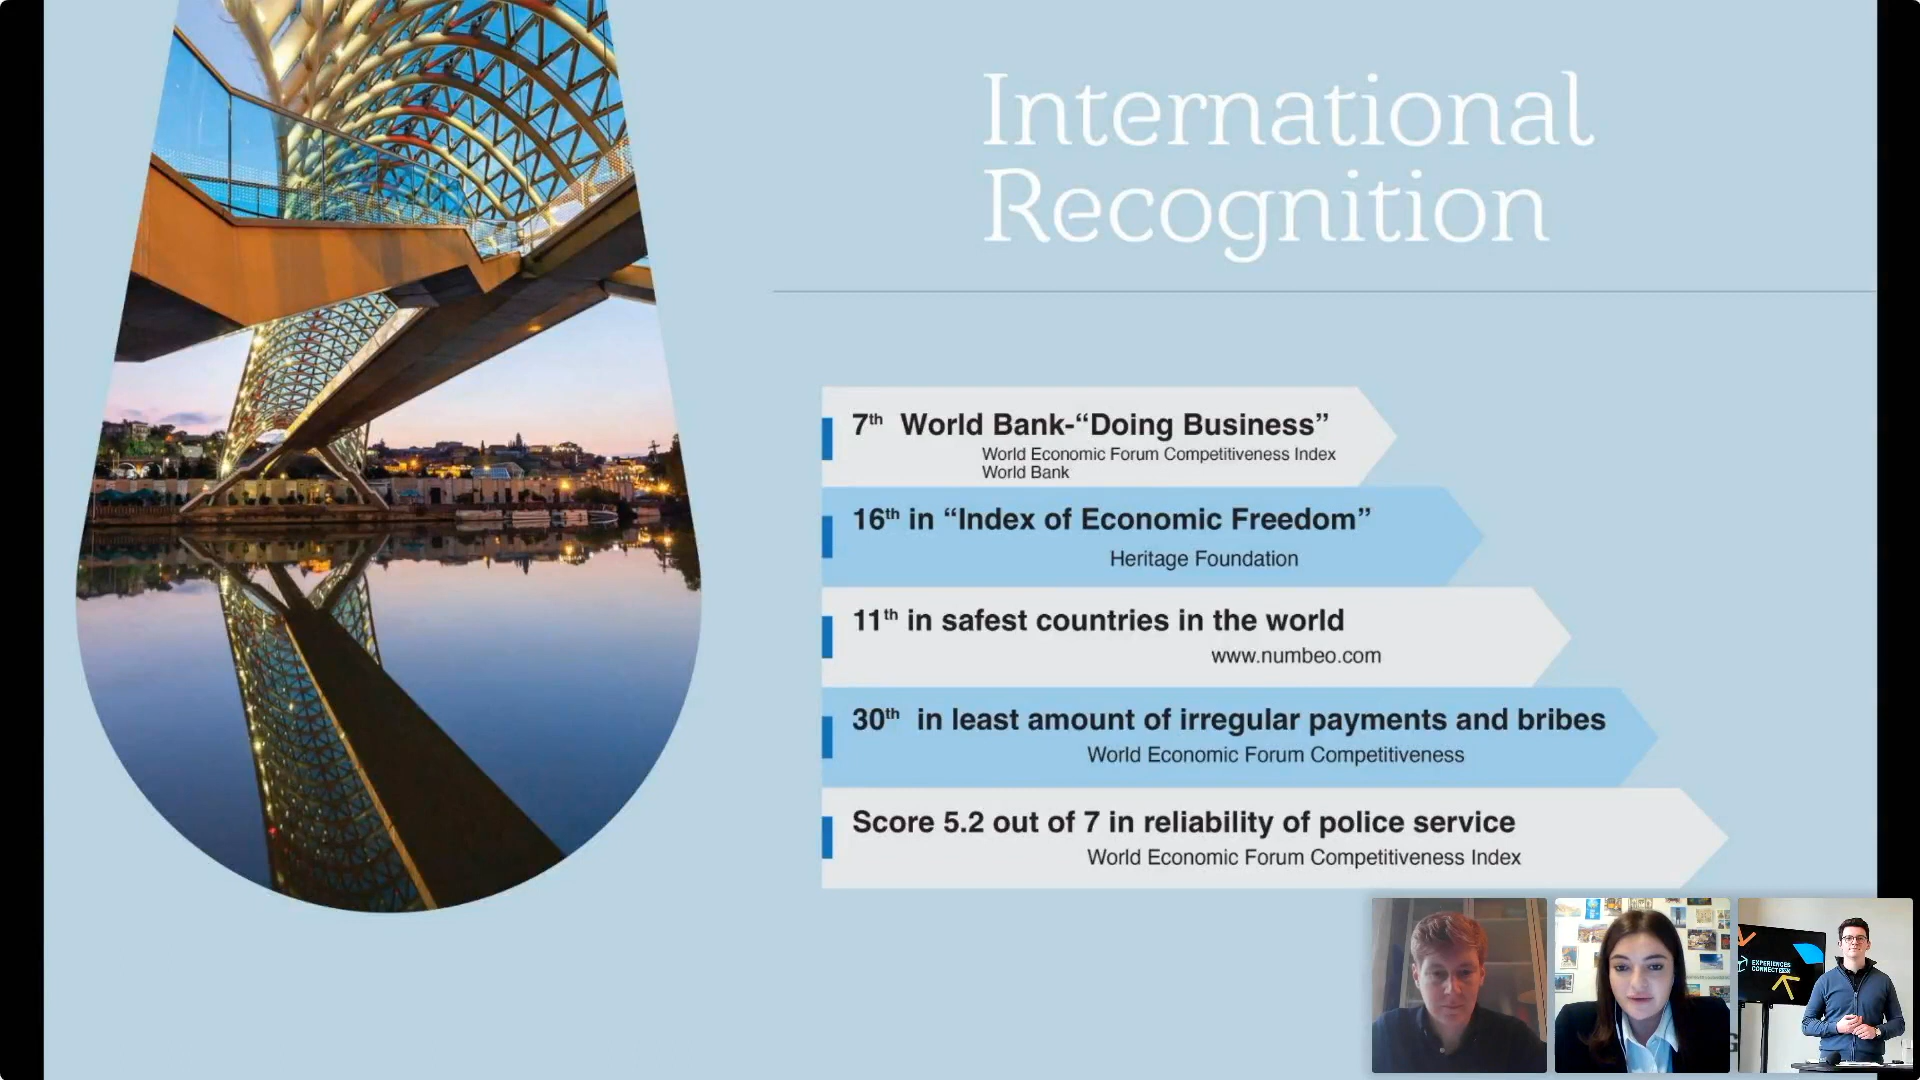 International
Recognition
7th World Bank-“Doing Business”
World Economic Forum Competitiveness Index
World Bank
16th in “Index of Economic Freedom”
Heritage Foundation
11th in safest countries in the world
www.numbeo.com
30th in least amount of irregular payments and bribes
World Economic Forum Competitiveness
Score 5.2 out of 7 in reliability of police service
World Economic Forum Competitiveness Index
EXPERIENCES
G